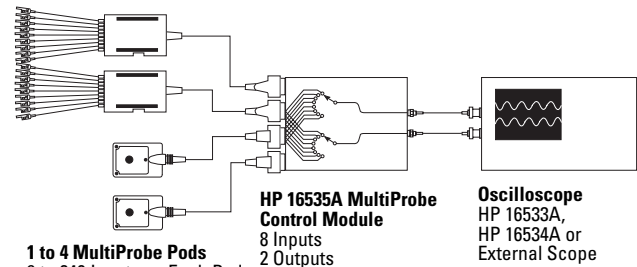 HP 16535A MultiProbe
Control Module
8 Inputs
2 Outputs
Oscilloscope
HP 16533A,
HP 16534A or
External Scope
1 to 4 MultiProbe Pods